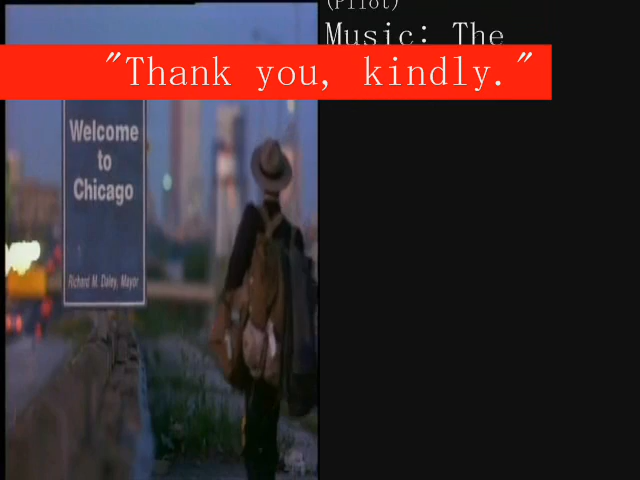 (Pilot)
Music: The
"Thank you, kindly."
Welcome
to
Chicago
Richard M. Daley, Mayor